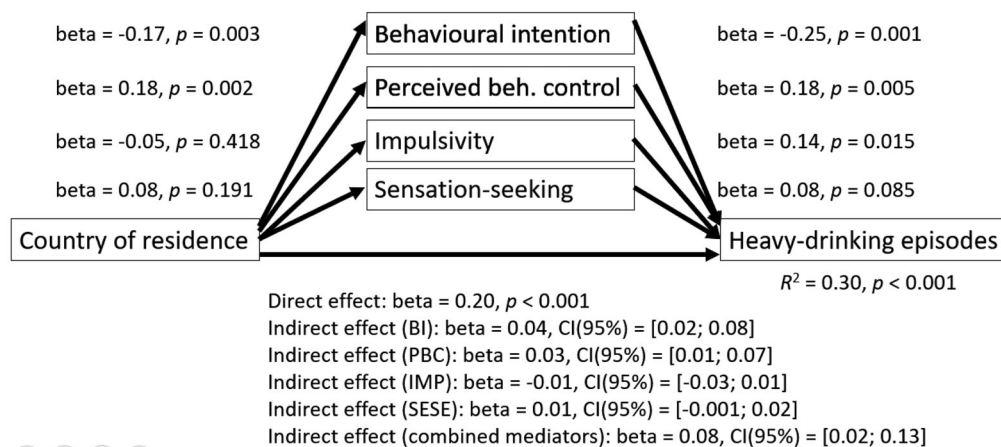 beta = -0.17, p = 0.003
Behavioural intention
beta = -0.25, p = 0.001
beta = 0.18, p = 0.002
Perceived beh. control
beta = 0.18, p = 0.005
beta = -0.05, p = 0.418
Impulsivity
beta = 0.14, p = 0.015
beta = 0.08, p = 0.191
Sensation-seeking
beta = 0.08, p = 0.085
Country of residence
Heavy-drinking episodes
R² = 0.30, p < 0.001
Direct effect: beta = 0.20, p < 0.001
Indirect effect (BI): beta = 0.04, CI(95%) = [0.02; 0.08]
Indirect effect (PBC): beta = 0.03, CI(95%) = [0.01; 0.07]
Indirect effect (IMP): beta = -0.01, CI(95%) = [-0.03; 0.01]
Indirect effect (SESE): beta = 0.01, CI(95%) = [-0.001; 0.02]
Indirect effect (combined mediators): beta = 0.08, CI(95%) = [0.02; 0.13]